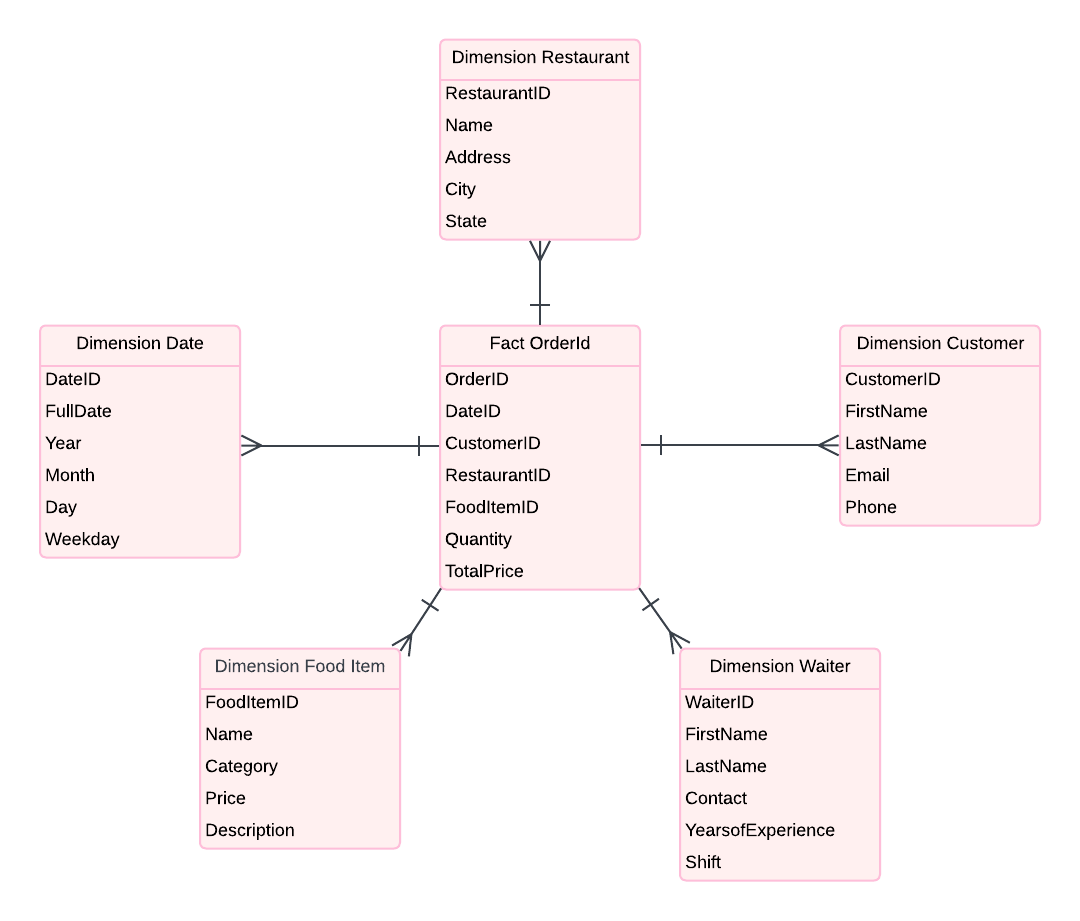 Dimension Restaurant
RestaurantID
Name
Address
City
State
Dimension Date
DateID
FullDate
Year
Month
Day
Weekday
Fact OrderId
OrderID
DateID
CustomerID
RestaurantID
FoodItemID
Quantity
TotalPrice
Dimension Customer
CustomerID
FirstName
LastName
Email
Phone
Dimension Food Item
FoodItemID
Name
Category
Price
Description
Dimension Waiter
WaiterID
FirstName
LastName
Contact
YearsofExperience
Shift